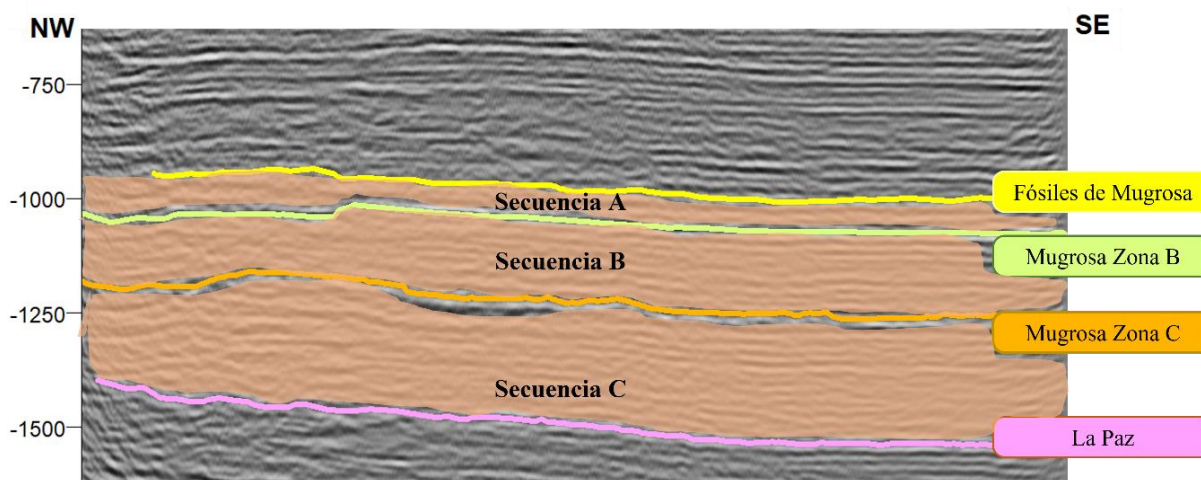 NW
SE
-750
-1000
-1250
-1500
Secuencia A
Secuencia B
Secuencia C
Fósiles de Mugrosa
Mugrosa Zona B
Mugrosa Zona C
La Paz